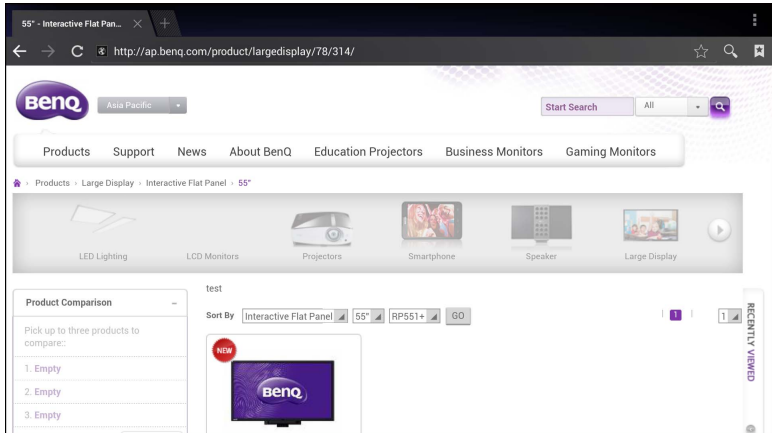 55" - Interactive Flat Pan...
http://ap.benq.com/product/largedisplay/78/314/
BenQ
Asia Pacific
Start Search
All
Products
Support
News
About BenQ
Education Projectors
Business Monitors
Gaming Monitors
Products › Large Display › Interactive Flat Panel › 55"
LED Lighting
LCD Monitors
Projectors
Smartphone
Speaker
Large Display
test
Product Comparison
Sort By Interactive Flat Panel 55" RP551+ GO
1
1
Pick up to three products to
compare::
1. Empty
2. Empty
3. Empty
NEW
BenQ
RECENTLY VIEWED